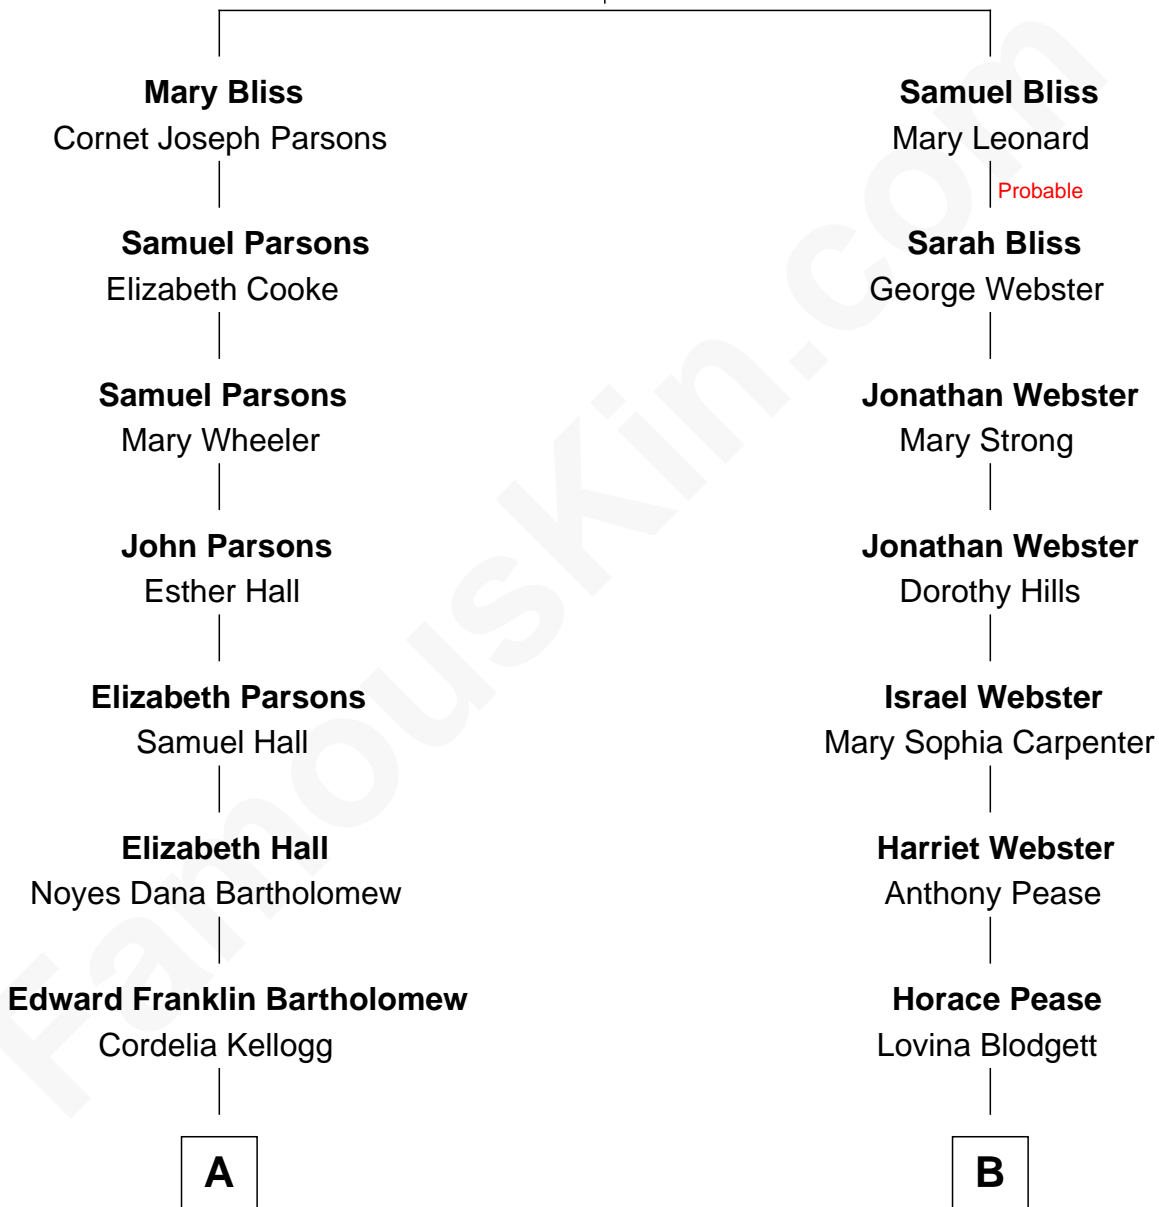 Mary Bliss
Cornet Joseph Parsons
Samuel Parsons
Elizabeth Cooke
Samuel Parsons
Mary Wheeler
John Parsons
Esther Hall
Elizabeth Parsons
Samuel Hall
Elizabeth Hall
Noyes Dana Bartholomew
Edward Franklin Bartholomew
Cordelia Kellogg
A
Samuel Bliss
Mary Leonard
Probable
Sarah Bliss
George Webster
Jonathan Webster
Mary Strong
Jonathan Webster
Dorothy Hills
Israel Webster
Mary Sophia Carpenter
Harriet Webster
Anthony Pease
Horace Pease
Lovina Blodgett
B
FamousKin.com